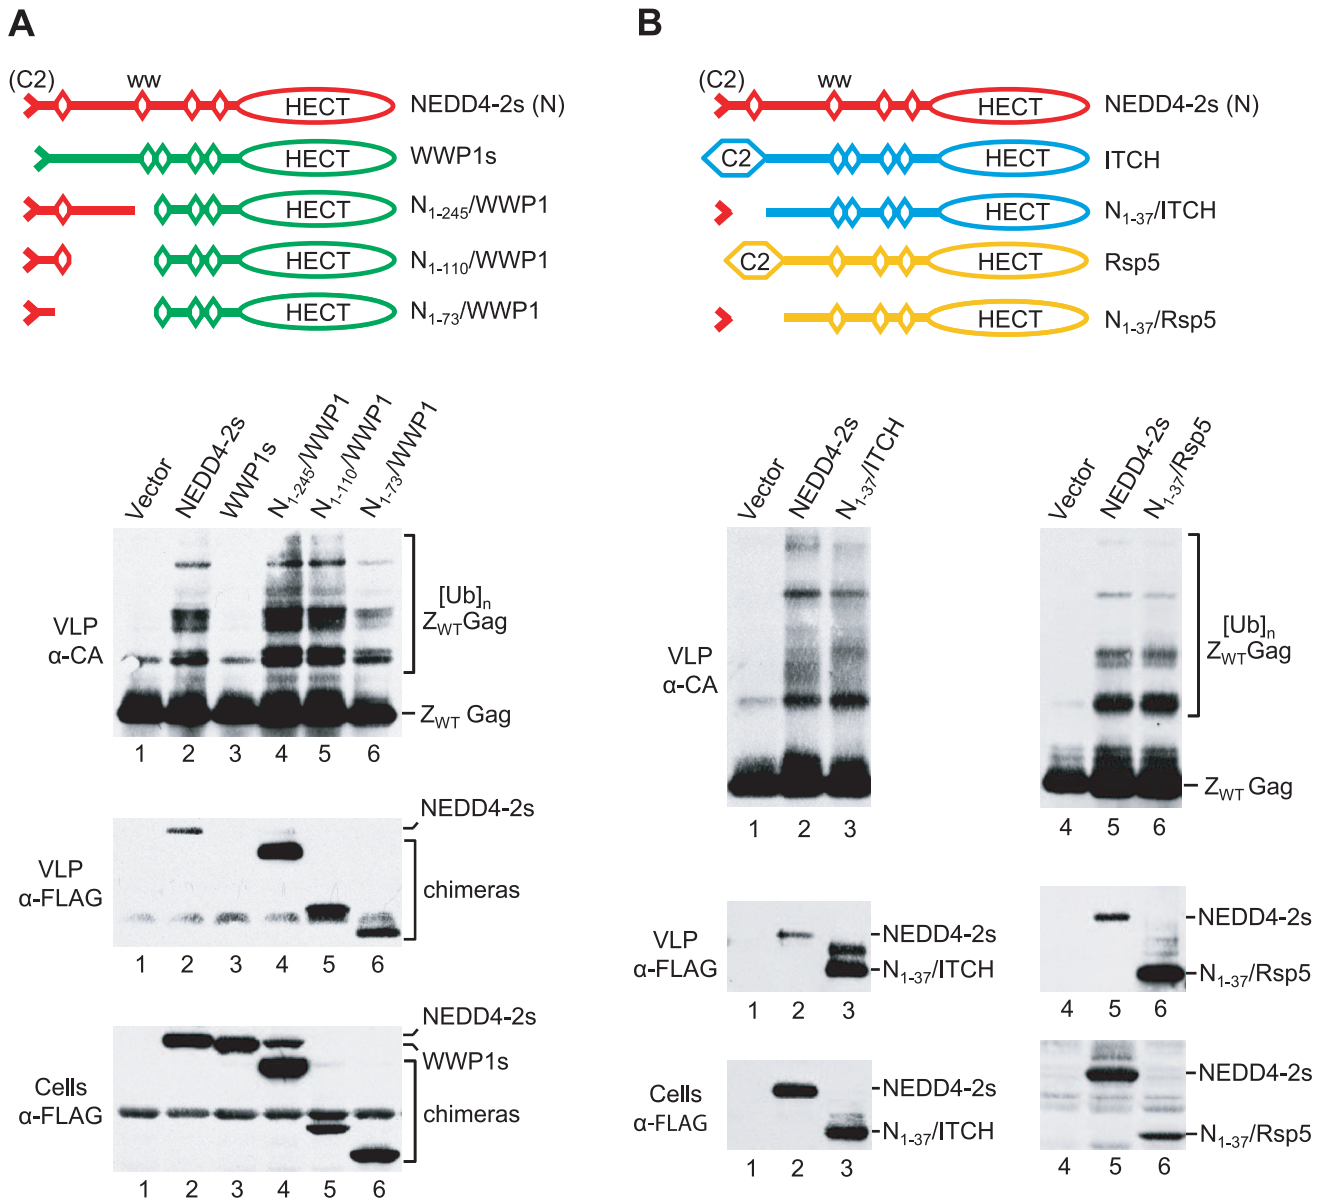 A
(C2)
WW
HECT
NEDD4-2s (N)
HECT
WWP1s
HECT
N1-245/WWP1
HECT
N1-110/WWP1
HECT
N1-73/WWP1
Vector
NEDD4-2s
WWP1s
N1-245/WWP1
N1-110/WWP1
N1-73/WWP1
VLP
α-CA
[Ub]n
ZWT Gag
ZWT Gag
1 2 3 4 5 6
VLP
α-FLAG
NEDD4-2s
chimeras
1 2 3 4 5 6
Cells
α-FLAG
NEDD4-2s
WWP1s
chimeras
1 2 3 4 5 6
B
(C2)
WW
HECT
NEDD4-2s (N)
C2
HECT
ITCH
HECT
N1-37/ITCH
C2
HECT
Rsp5
HECT
N1-37/Rsp5
Vector
NEDD4-2s
N1-37/ITCH
Vector
NEDD4-2s
N1-37/Rsp5
VLP
α-CA
[Ub]n
ZWT Gag
ZWT Gag
1 2 3
4 5 6
VLP
α-FLAG
NEDD4-2s
N1-37/ITCH
NEDD4-2s
N1-37/Rsp5
1 2 3
4 5 6
Cells
α-FLAG
NEDD4-2s
N1-37/ITCH
NEDD4-2s
N1-37/Rsp5
1 2 3
4 5 6